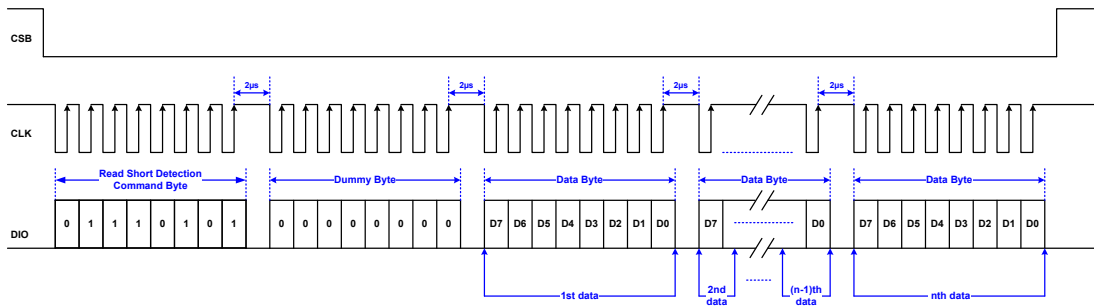 CSB
2µs 2µs 2µs 2µs
CLK
Read Short Detection
Command Byte
Dummy Byte
Data Byte
Data Byte
Data Byte
DIO
0 1 1 1 0 1 0 1
0 0 0 0 0 0 0 0
D7 D6 D5 D4 D3 D2 D1 D0
D7 D0
D7 D6 D5 D4 D3 D2 D1 D0
1st data
2nd
data
(n-1)th
data
nth data